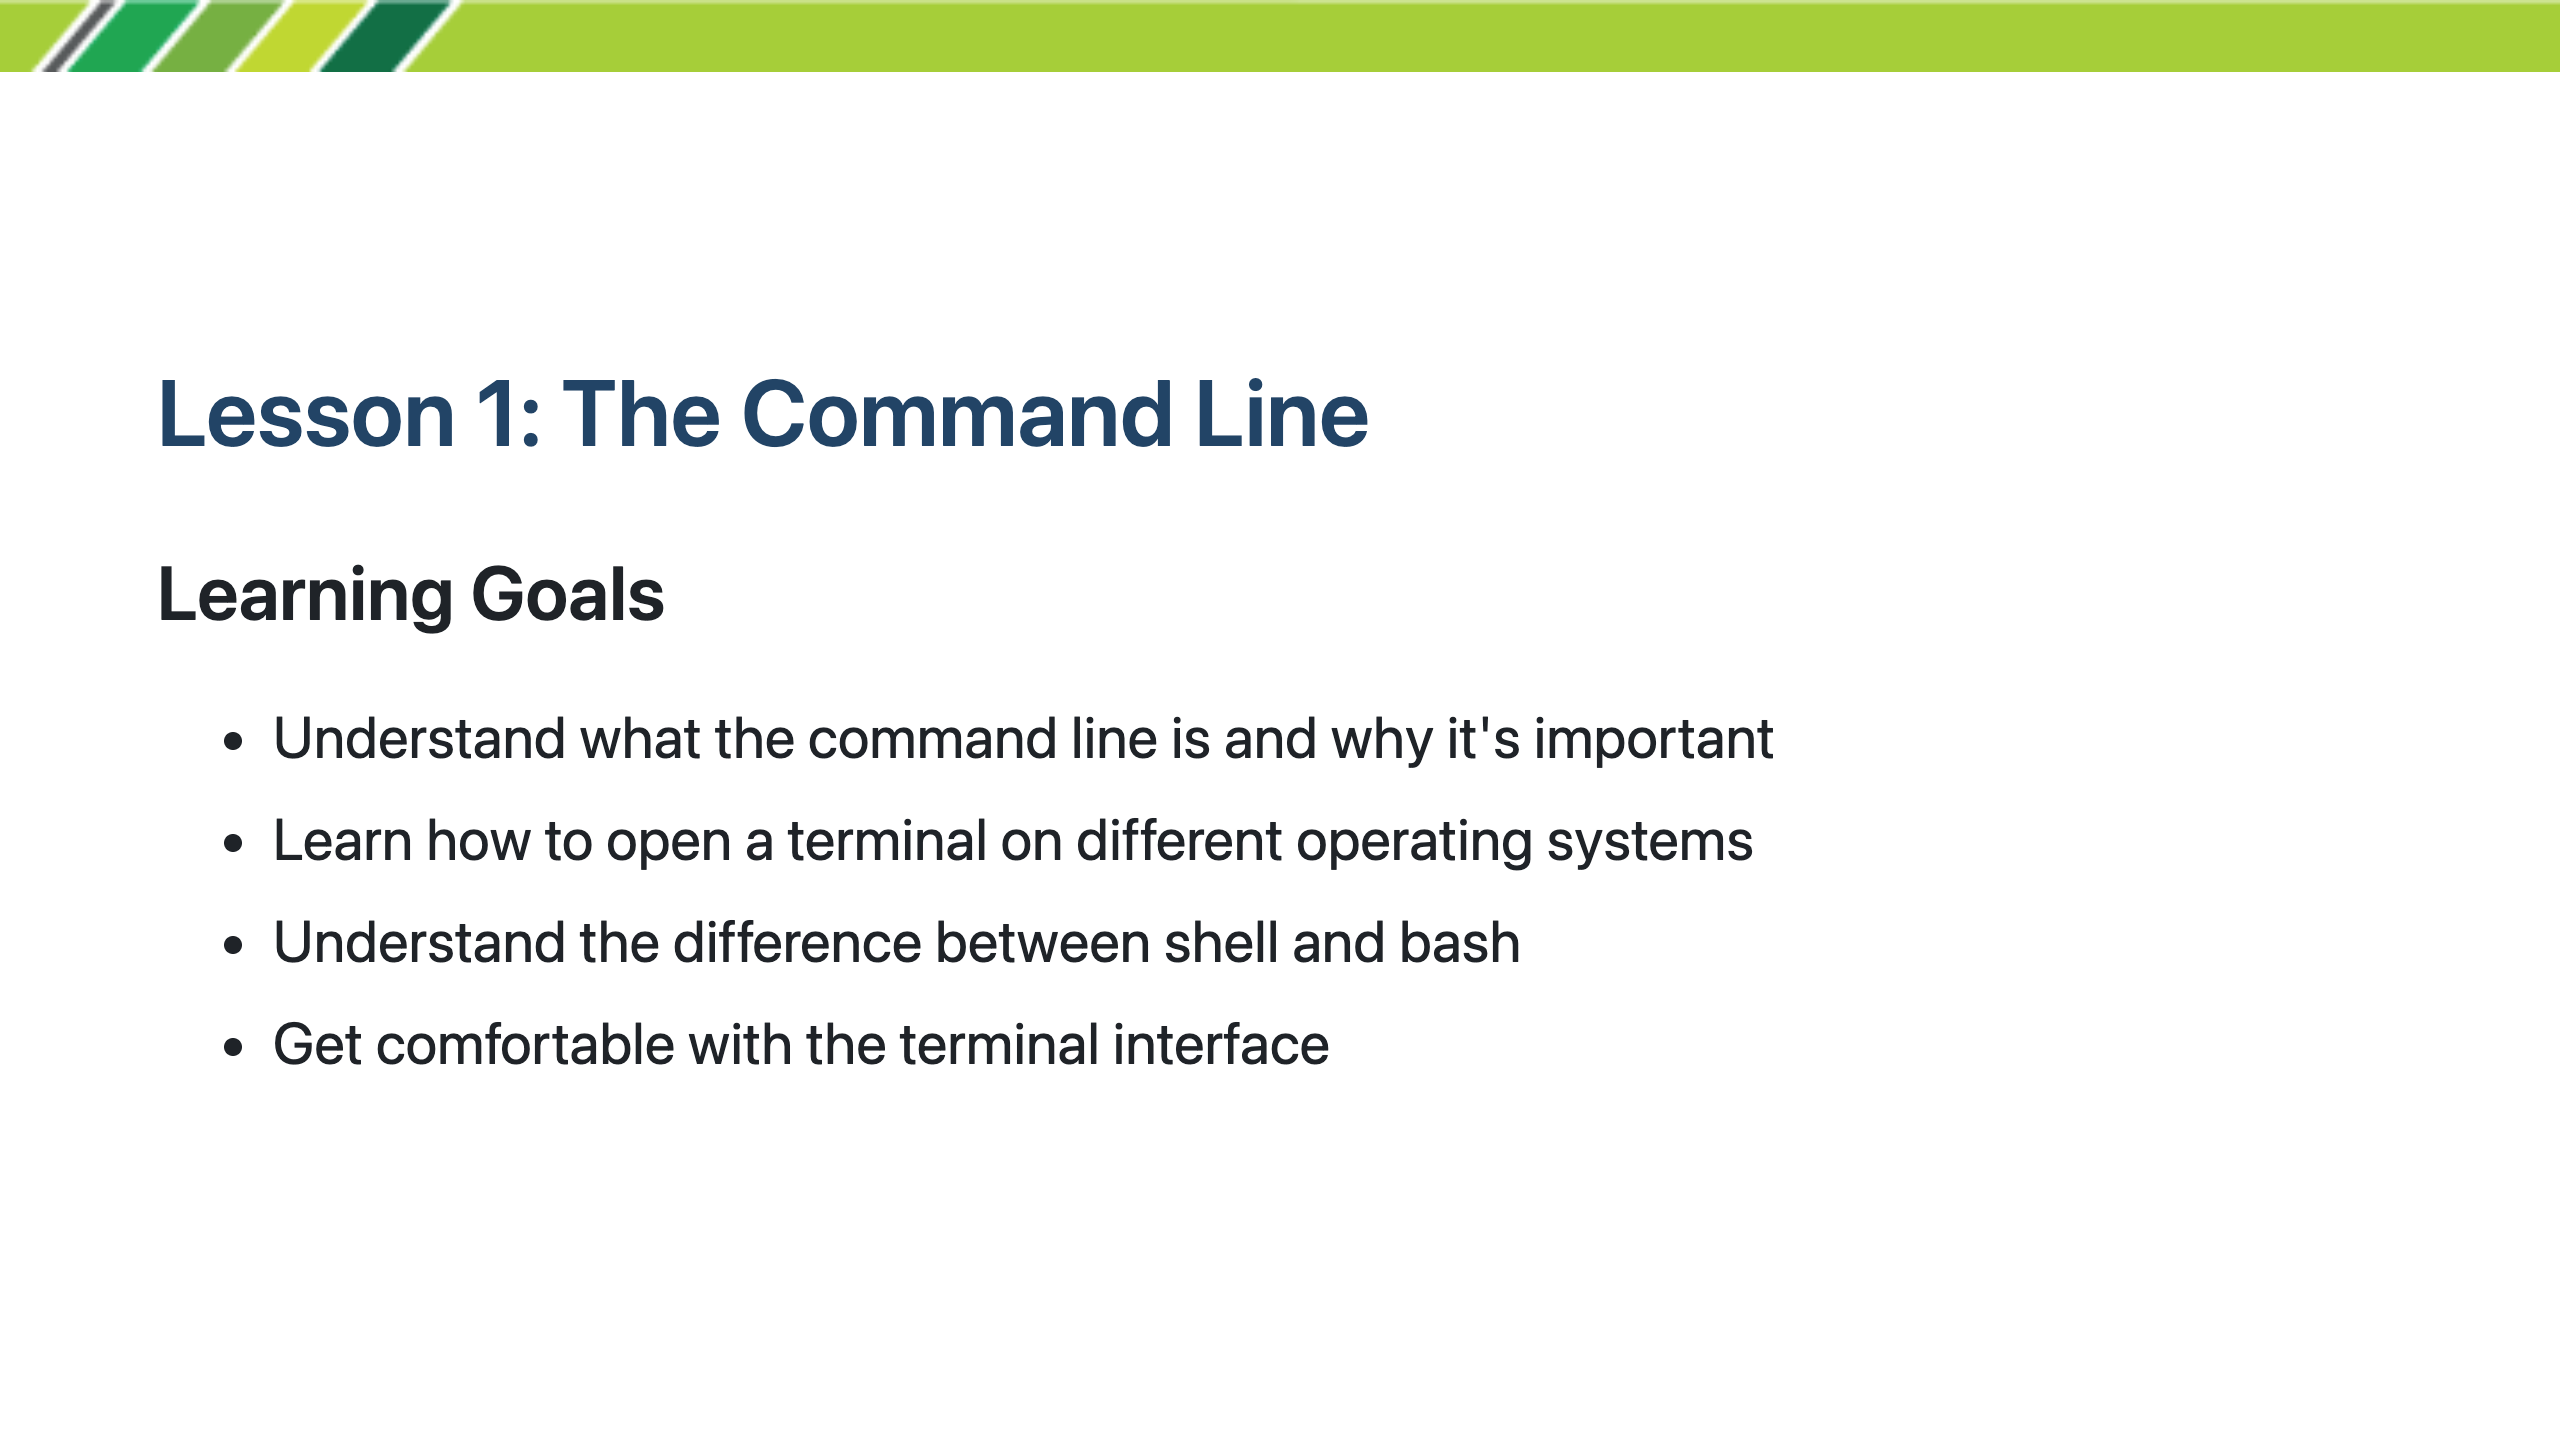 Lesson 1: The Command Line
Learning Goals
• Understand what the command line is and why it's important
• Learn how to open a terminal on different operating systems
• Understand the difference between shell and bash
• Get comfortable with the terminal interface